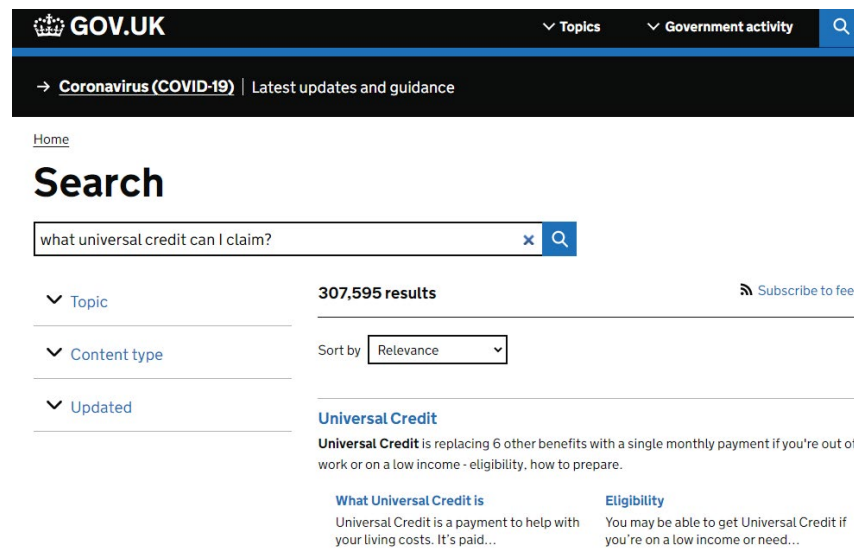 GOV.UK
Topics
Government activity
→ Coronavirus (COVID-19) | Latest updates and guidance
Home
Search
what universal credit can I claim?
Topic
Content type
Updated
307,595 results
Subscribe to fee
Sort by Relevance
Universal Credit
Universal Credit is replacing 6 other benefits with a single monthly payment if you're out of
work or on a low income - eligibility, how to prepare.
What Universal Credit is
Universal Credit is a payment to help with
your living costs. It's paid...
Eligibility
You may be able to get Universal Credit if
you're on a low income or need...